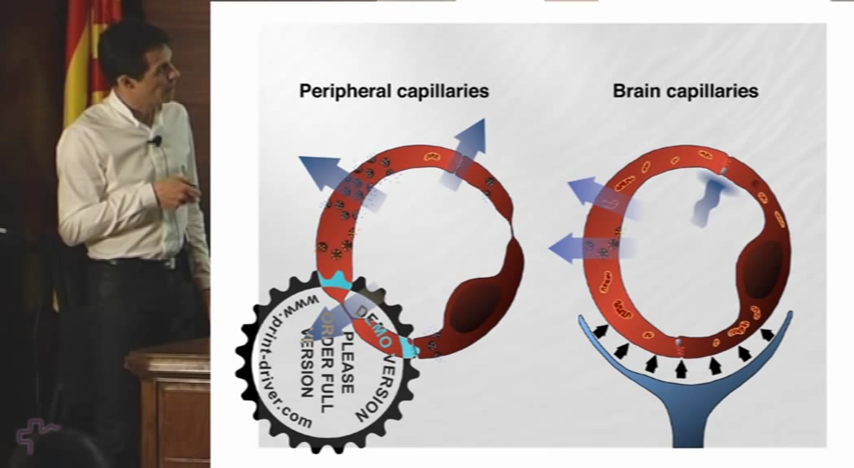 Peripheral capillaries
Brain capillaries
www.print-driver.com
DEMO VERSION
PLEASE
ORDER FULL
VERSION